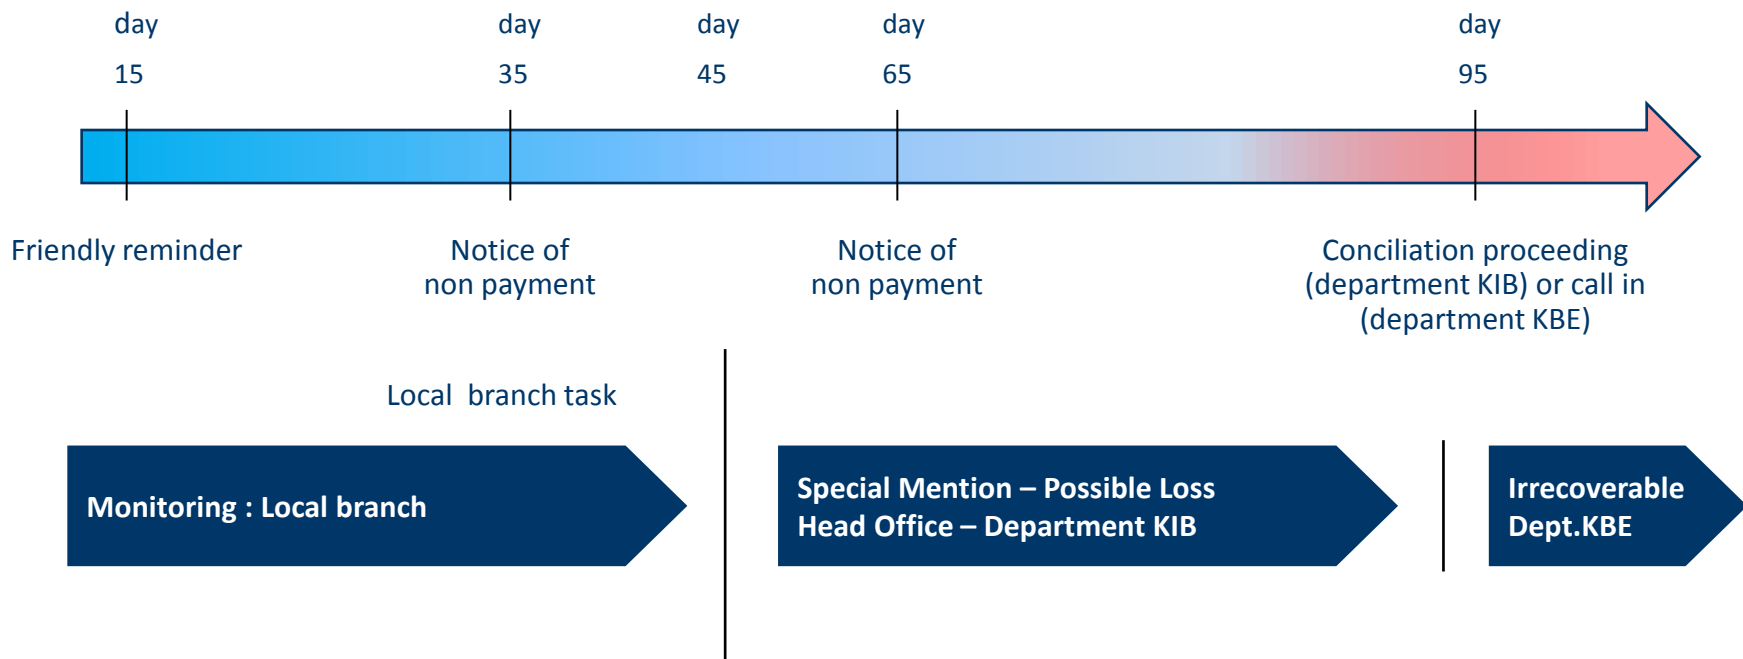 day
15
day
35
day
45
day
65
day
95
Friendly reminder
Notice of
non payment
Notice of
non payment
Conciliation proceeding
(department KIB) or call in
(department KBE)
Local branch task
Monitoring : Local branch
Special Mention – Possible Loss
Head Office – Department KIB
Irrecoverable
Dept.KBE